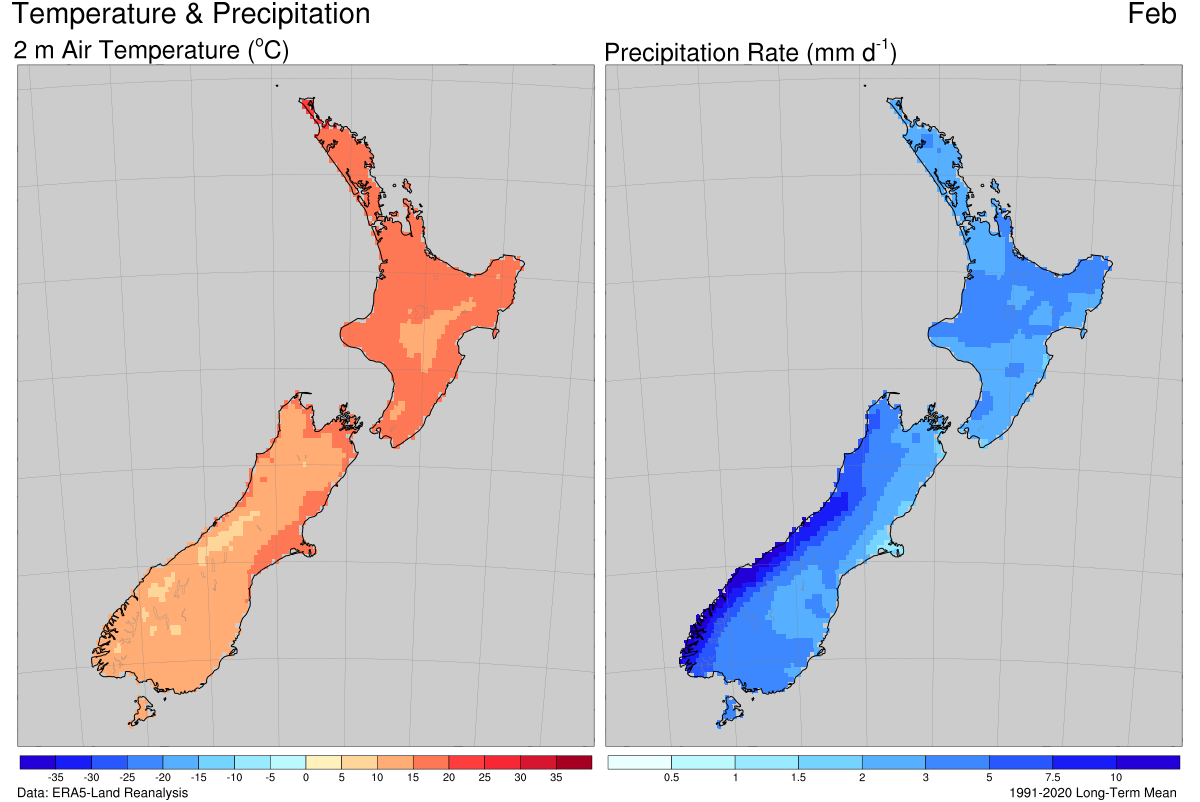 Temperature & Precipitation Feb
2 m Air Temperature (°C) Precipitation Rate (mm d⁻¹)
-35 -30 -25 -20 -15 -10 -5 0 5 10 15 20 25 30 35 0.5 1 1.5 2 3 5 7.5 10
Data: ERA5-Land Reanalysis 1991-2020 Long-Term Mean